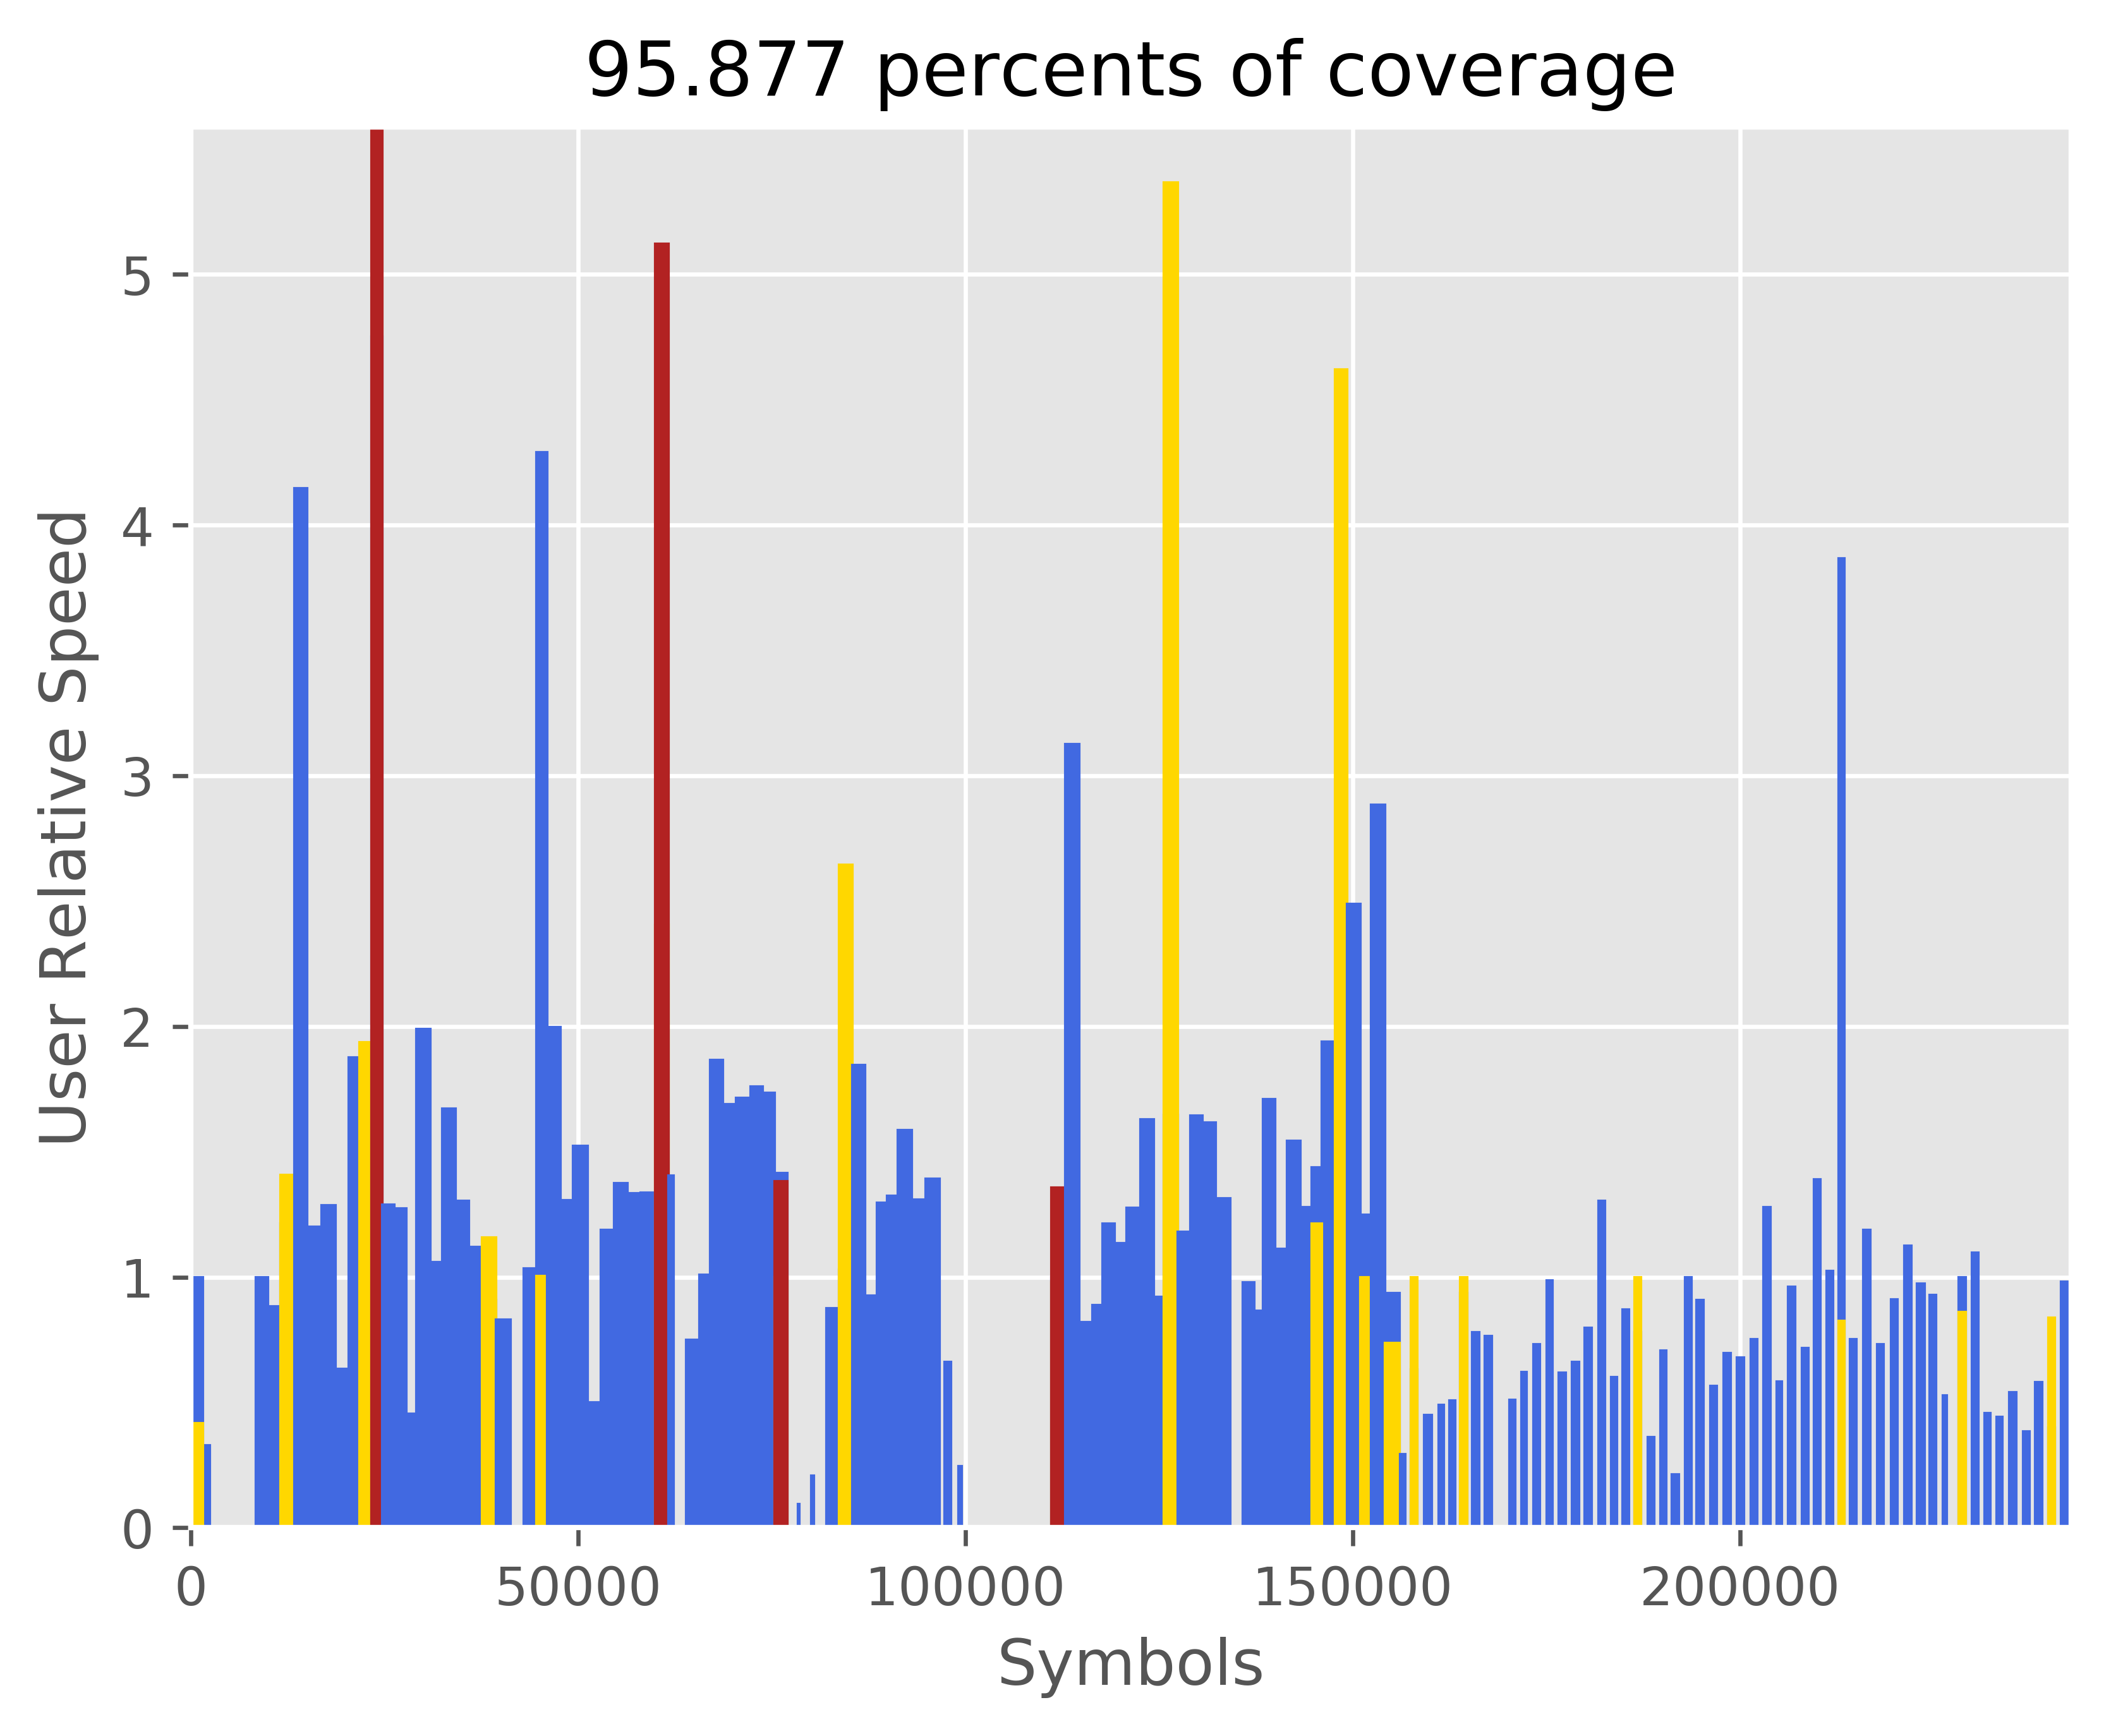 95.877 percents of coverage
User Relative Speed
5
4
3
2
1
0
0 50000 100000 150000 200000
Symbols